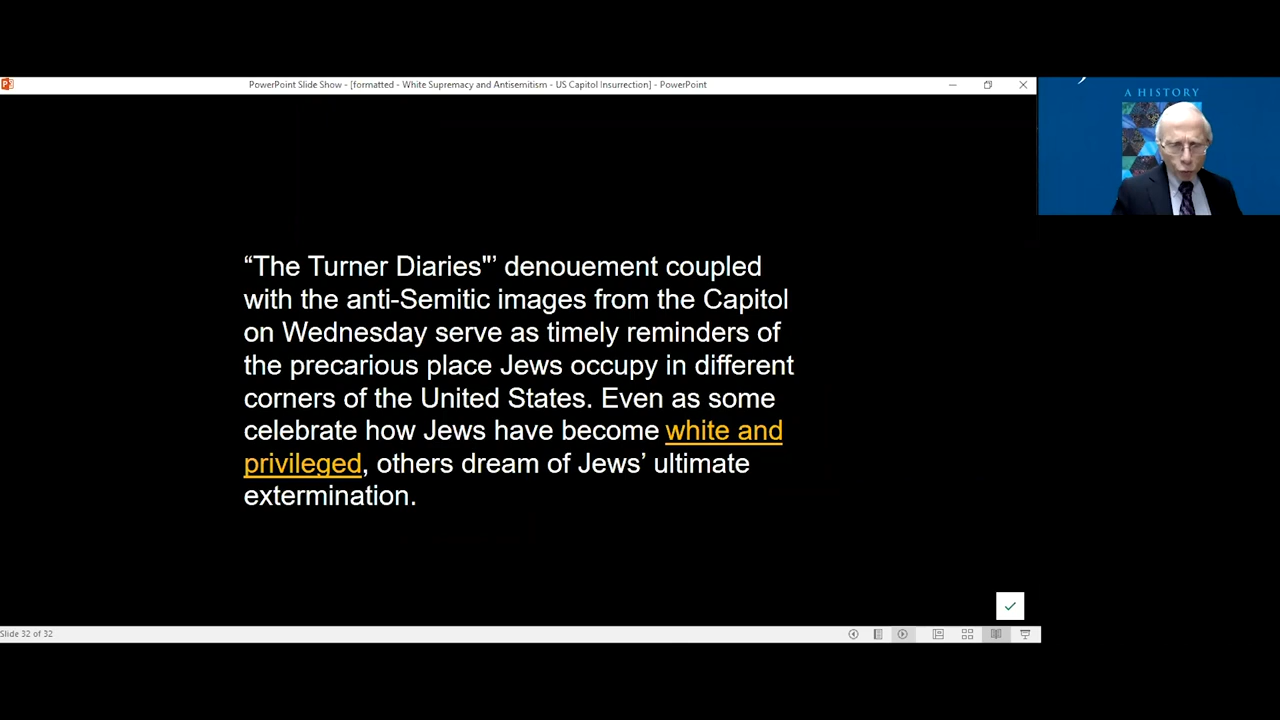 PowerPoint Slide Show - [formatted - White Supremacy and Antisemitism - US Capitol Insurrection] - PowerPoint
A HISTORY
“The Turner Diaries"’ denouement coupled
with the anti-Semitic images from the Capitol
on Wednesday serve as timely reminders of
the precarious place Jews occupy in different
corners of the United States. Even as some
celebrate how Jews have become white and
privileged, others dream of Jews’ ultimate
extermination.
Slide 32 of 32